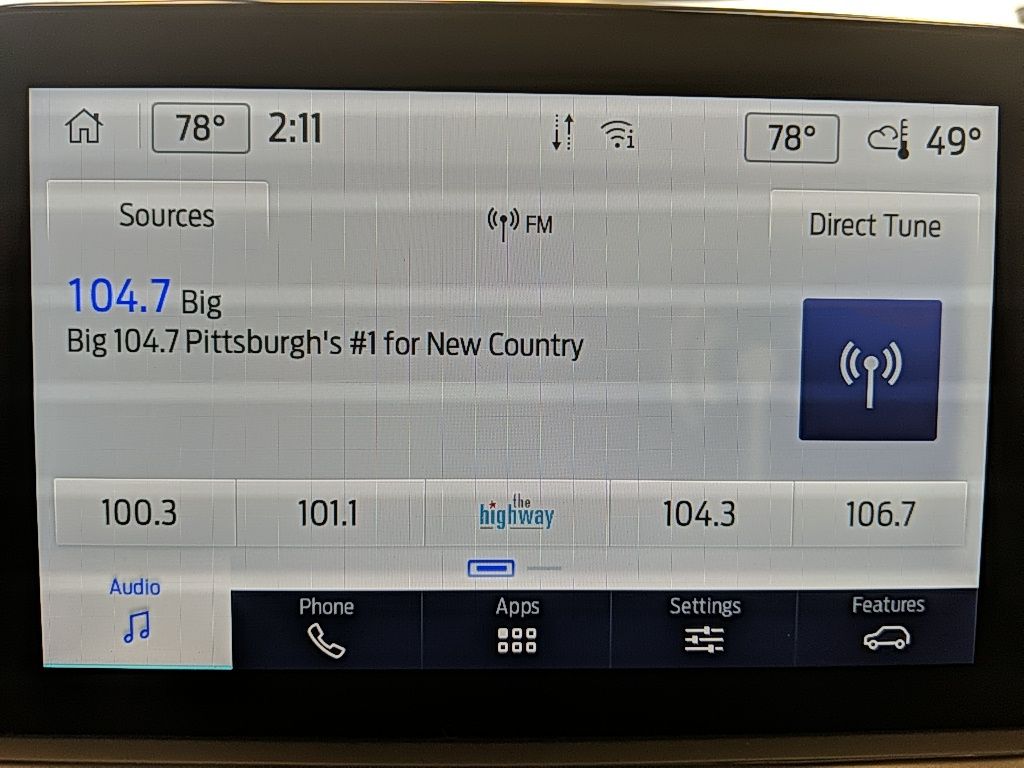 78° 2:11 78° 49°
Sources FM Direct Tune
104.7 Big
Big 104.7 Pittsburgh's #1 for New Country
100.3 101.1 the highway 104.3 106.7
Audio Phone Apps Settings Features